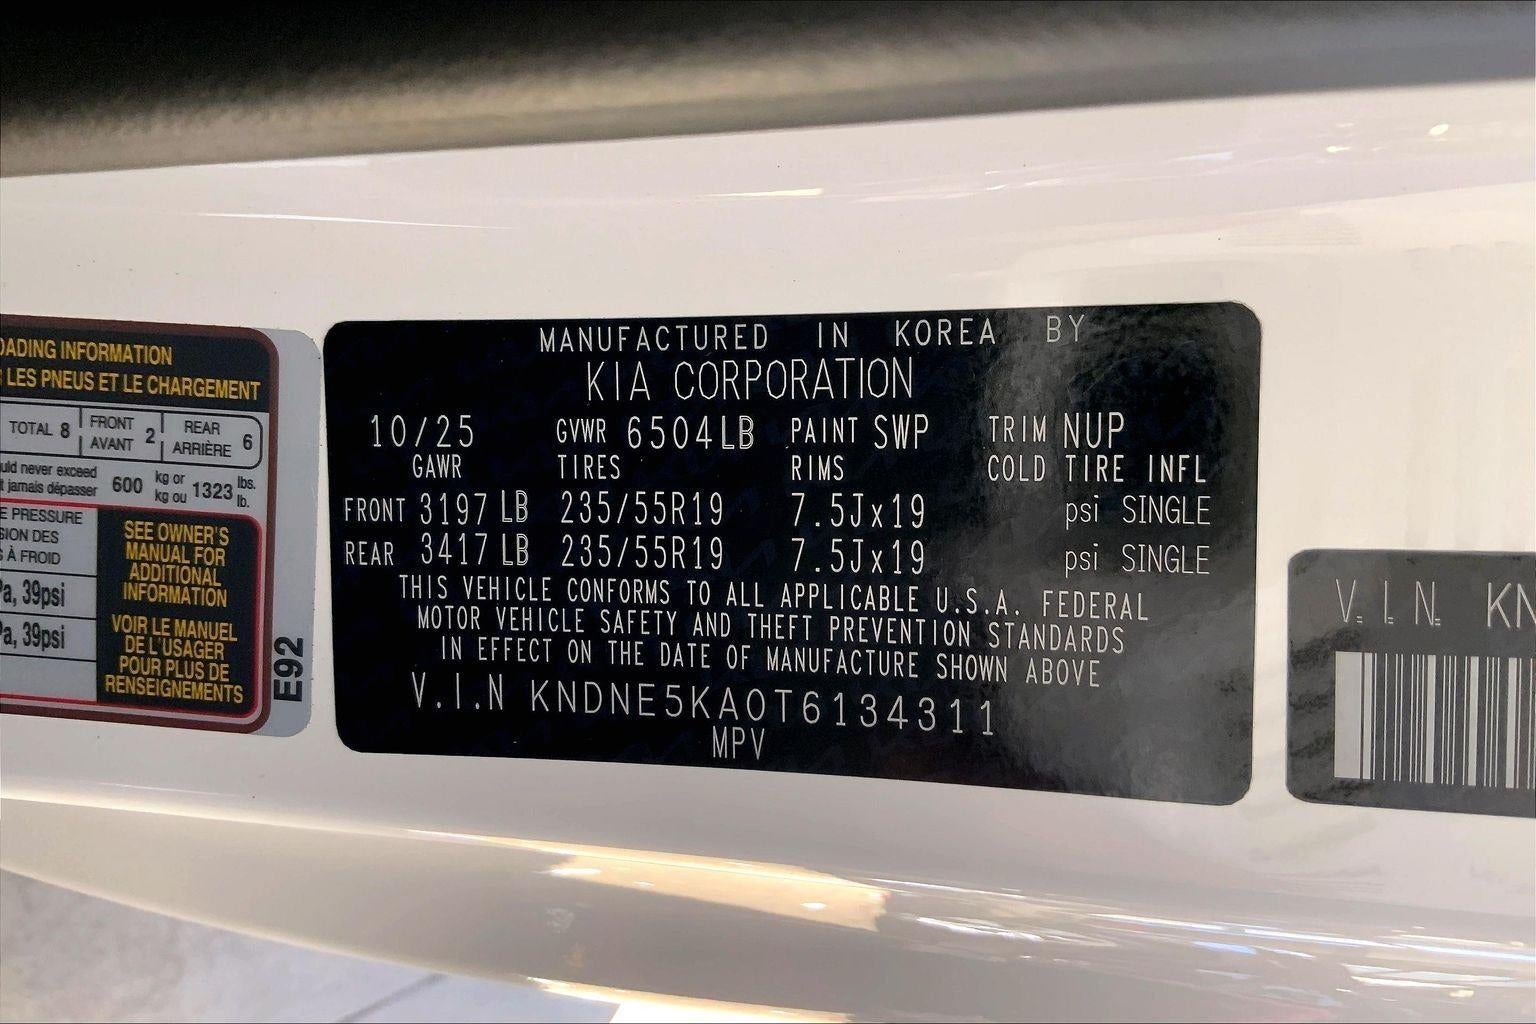 LOADING INFORMATION
LES PNEUS ET LE CHARGEMENT
TOTAL 8 FRONT AVANT 2 REAR ARRIÈRE 6
never exceed
jamais dépasser 600 kg or kg ou 1323 lbs. lb.
PRESSURE
DES
À FROID
39psi
39psi
SEE OWNER'S
MANUAL FOR
ADDITIONAL
INFORMATION
VOIR LE MANUEL
DE L'USAGER
POUR PLUS DE
RENSEIGNEMENTS
E92
MANUFACTURED IN KOREA BY
KIA CORPORATION
10/25 GVWR 6504LB PAINT SWP TRIM NUP
GAWR TIRES RIMS COLD TIRE INFL
FRONT 3197 LB 235/55R19 7.5Jx19 psi SINGLE
REAR 3417 LB 235/55R19 7.5Jx19 psi SINGLE
THIS VEHICLE CONFORMS TO ALL APPLICABLE U.S.A. FEDERAL
MOTOR VEHICLE SAFETY AND THEFT PREVENTION STANDARDS
IN EFFECT ON THE DATE OF MANUFACTURE SHOWN ABOVE
V.I.N KNDNE5KA0T6134311
MPV
V.I.N. KN